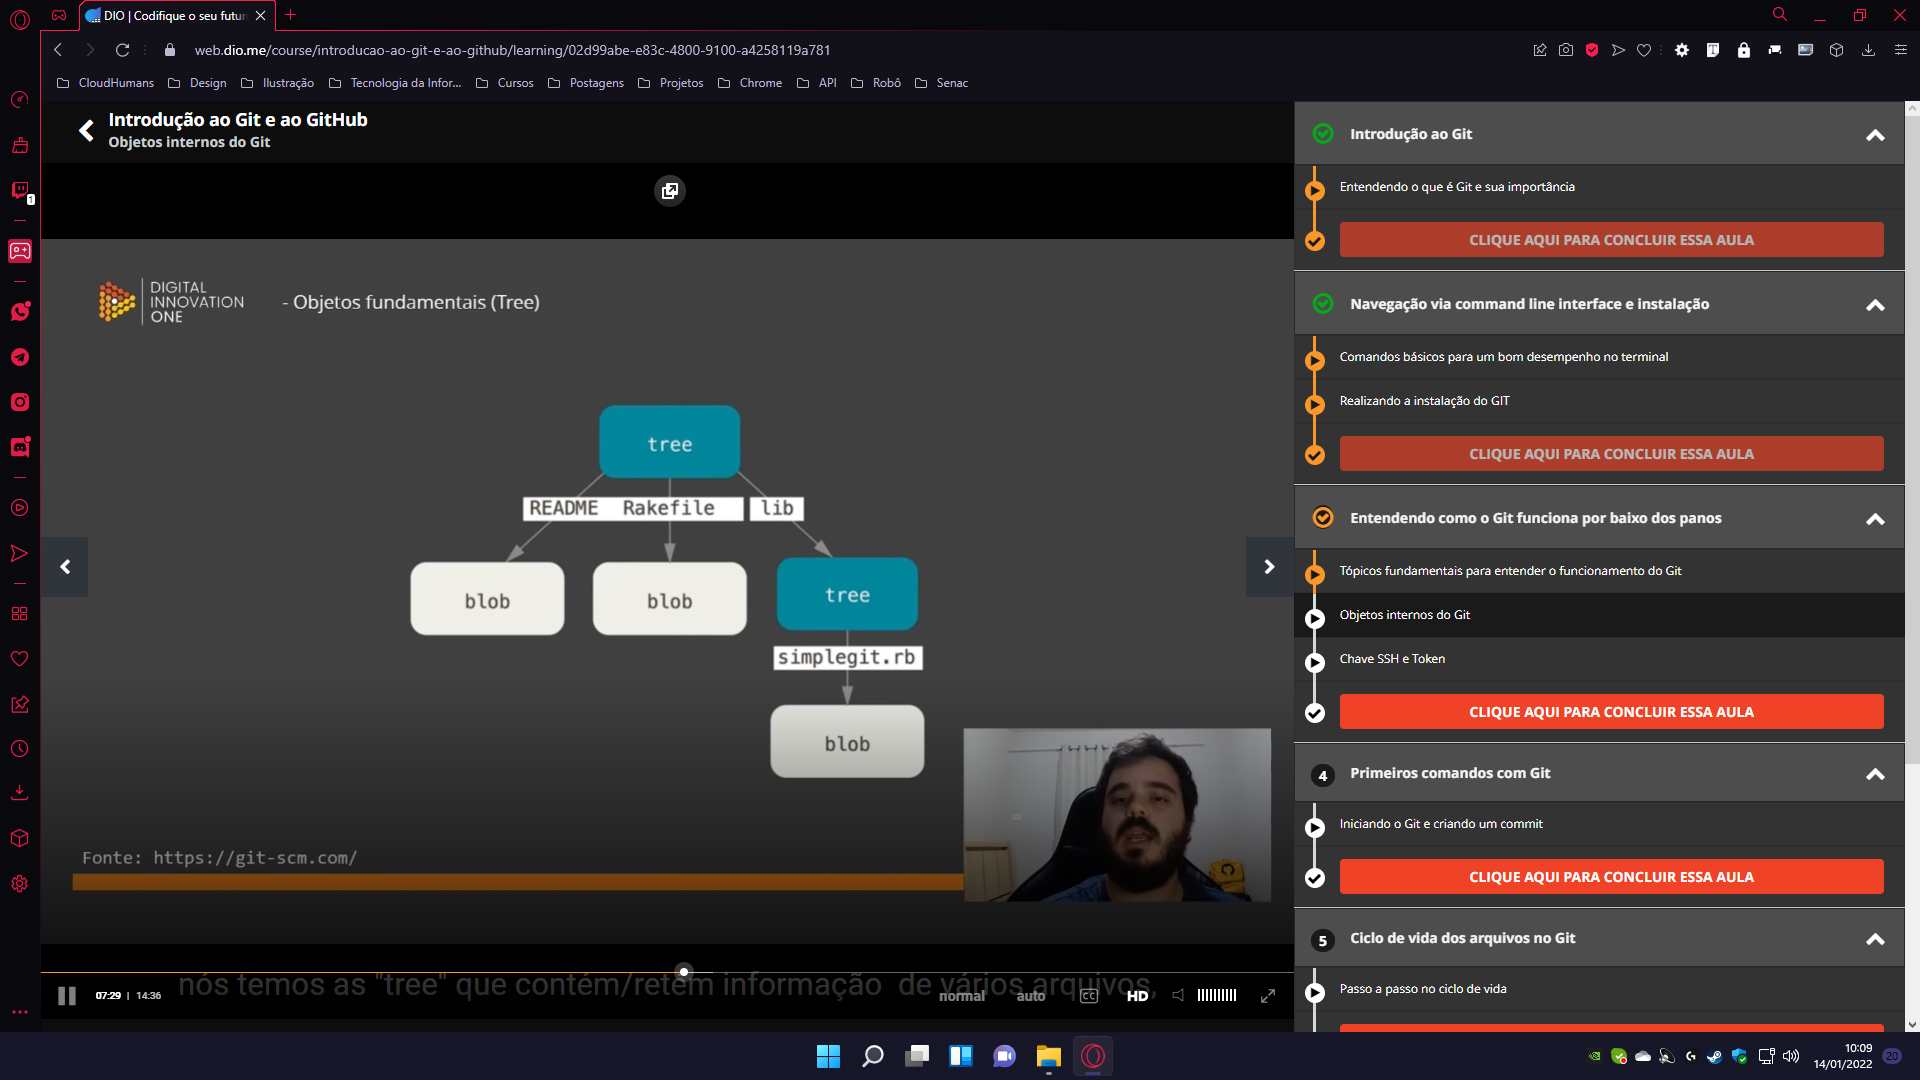 DIO | Codifique o seu futur
web.dio.me/course/introducao-ao-git-e-ao-github/learning/02d99abe-e83c-4800-9100-a4258119a781
CloudHumans Design Ilustração Tecnologia da Infor... Cursos Postagens Projetos Chrome API Robô Senac
1
Introdução ao Git e ao GitHub
Objetos internos do Git
DIGITAL
INNOVATION
ONE
- Objetos fundamentais (Tree)
tree
README Rakefile lib
blob blob tree
simplegit.rb
blob
Fonte: https://git-scm.com/
nós temos as "tree" que contém/retém informação de vários arquivos,
07:29 | 14:36 normal auto CC HD
Introdução ao Git
Entendendo o que é Git e sua importância
CLIQUE AQUI PARA CONCLUIR ESSA AULA
Navegação via command line interface e instalação
Comandos básicos para um bom desempenho no terminal
Realizando a instalação do GIT
CLIQUE AQUI PARA CONCLUIR ESSA AULA
Entendendo como o Git funciona por baixo dos panos
Tópicos fundamentais para entender o funcionamento do Git
Objetos internos do Git
Chave SSH e Token
CLIQUE AQUI PARA CONCLUIR ESSA AULA
4 Primeiros comandos com Git
Iniciando o Git e criando um commit
CLIQUE AQUI PARA CONCLUIR ESSA AULA
5 Ciclo de vida dos arquivos no Git
Passo a passo no ciclo de vida
10:09
14/01/2022
20